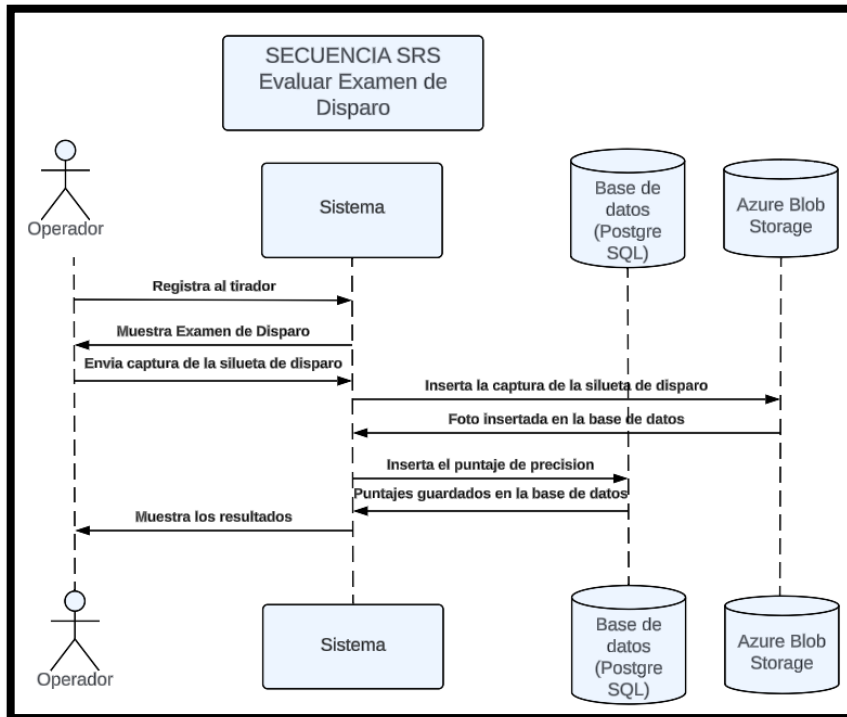 SECUENCIA SRS
Evaluar Examen de
Disparo
Operador
Sistema
Base de
datos
(Postgre
SQL)
Azure Blob
Storage
Registra al tirador
Muestra Examen de Disparo
Envia captura de la silueta de disparo
Inserta la captura de la silueta de disparo
Foto insertada en la base de datos
Inserta el puntaje de precision
Puntajes guardados en la base de datos
Muestra los resultados
Operador
Sistema
Base de
datos
(Postgre
SQL)
Azure Blob
Storage